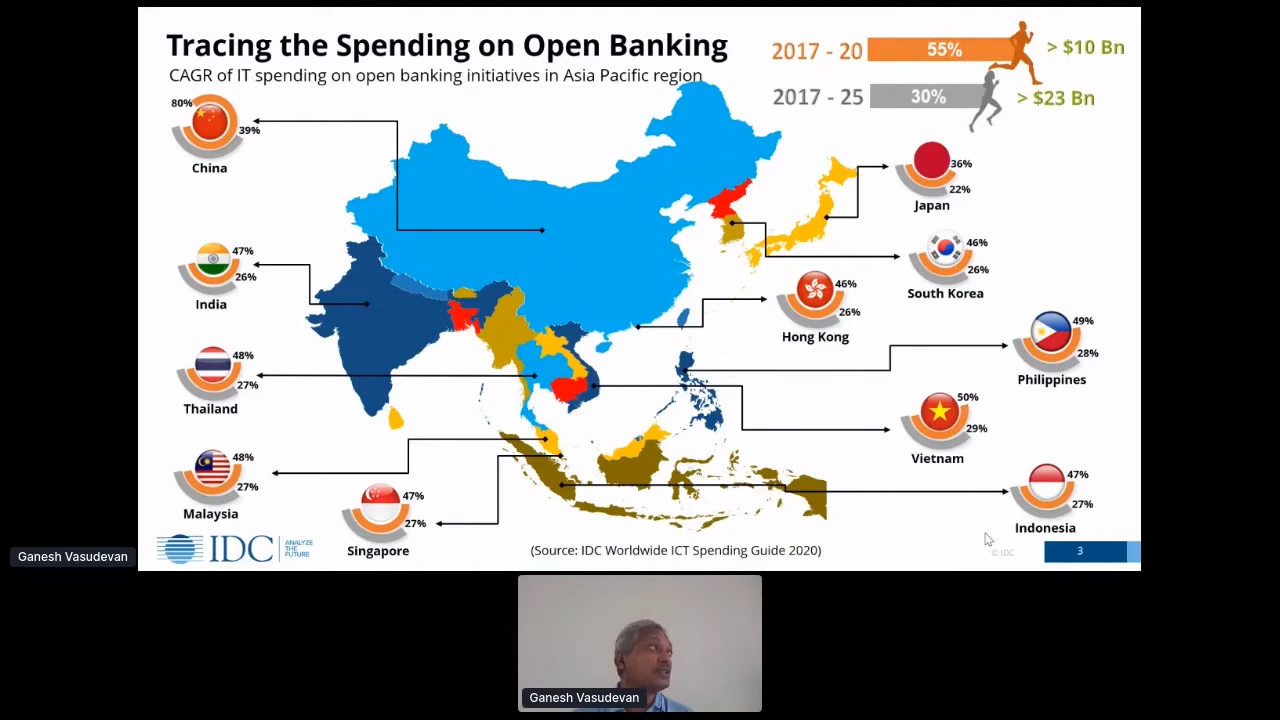 Tracing the Spending on Open Banking
CAGR of IT spending on open banking initiatives in Asia Pacific region
2017 - 20 55% > $10 Bn
2017 - 25 30% > $23 Bn
80%
39%
China
36%
22%
Japan
47%
26%
India
46%
26%
South Korea
46%
26%
Hong Kong
49%
28%
Philippines
48%
27%
Thailand
50%
29%
Vietnam
48%
27%
Malaysia
47%
27%
Singapore
47%
27%
Indonesia
IDC
ANALYZE
THE
FUTURE
(Source: IDC Worldwide ICT Spending Guide 2020)
© IDC
3
Ganesh Vasudevan
Ganesh Vasudevan